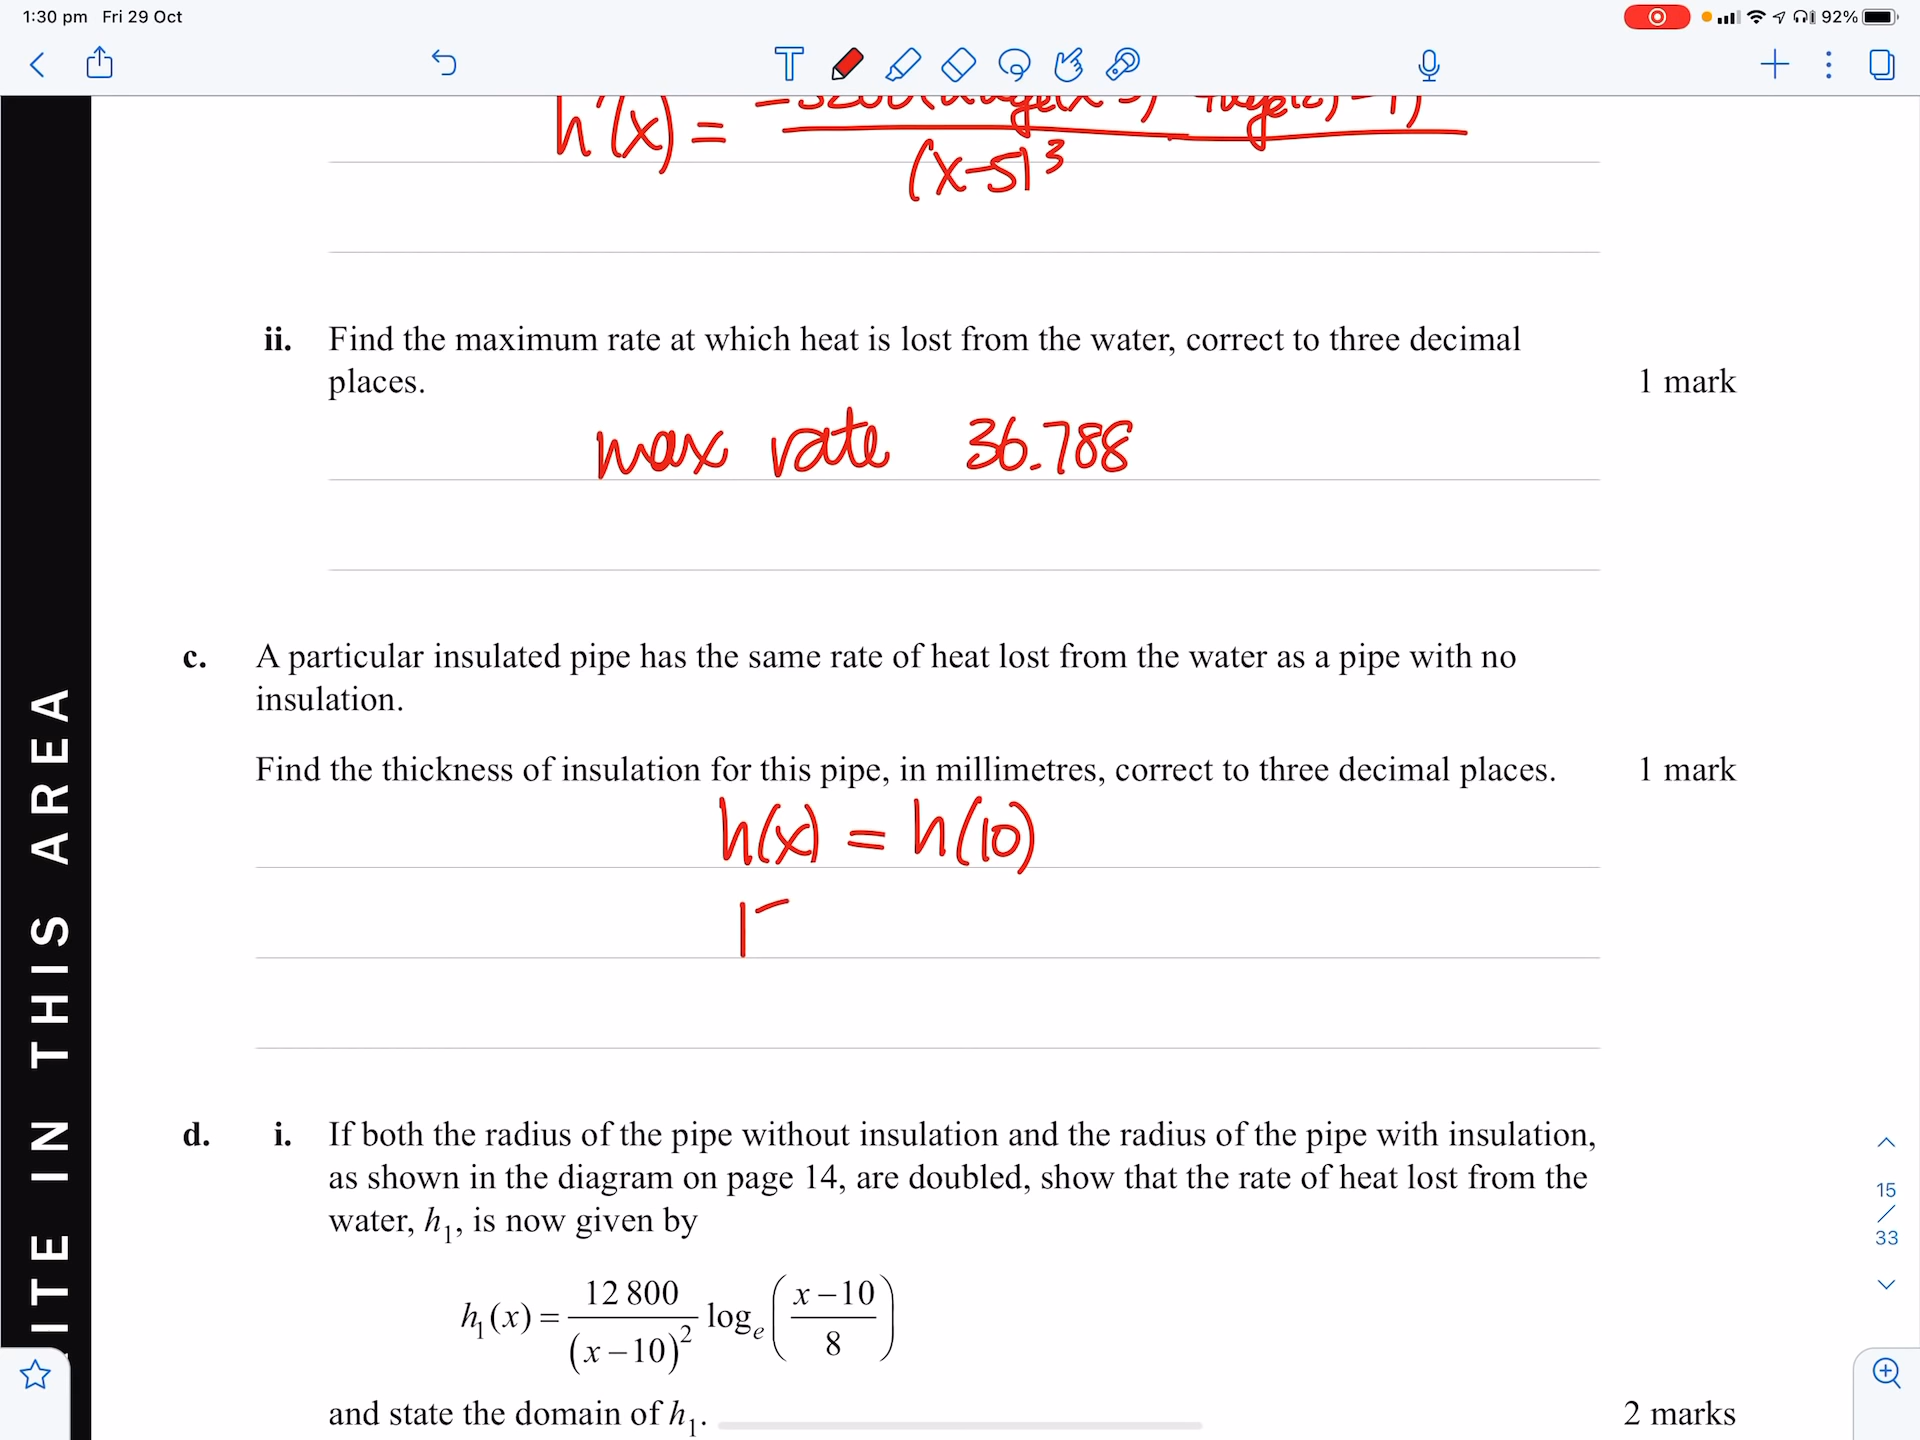 1:30 pm Fri 29 Oct
92%
h'(x) =
(x-5)³
ii. Find the maximum rate at which heat is lost from the water, correct to three decimal
places.
1 mark
max rate 36.788
c. A particular insulated pipe has the same rate of heat lost from the water as a pipe with no
insulation.
Find the thickness of insulation for this pipe, in millimetres, correct to three decimal places.
1 mark
h(x) = h(10)
d. i. If both the radius of the pipe without insulation and the radius of the pipe with insulation,
as shown in the diagram on page 14, are doubled, show that the rate of heat lost from the
water, h₁, is now given by
h₁(x) = 12 800/(x – 10)² logₑ((x – 10)/8)
and state the domain of h₁.
2 marks
ITE IN THIS AREA
15
/
33